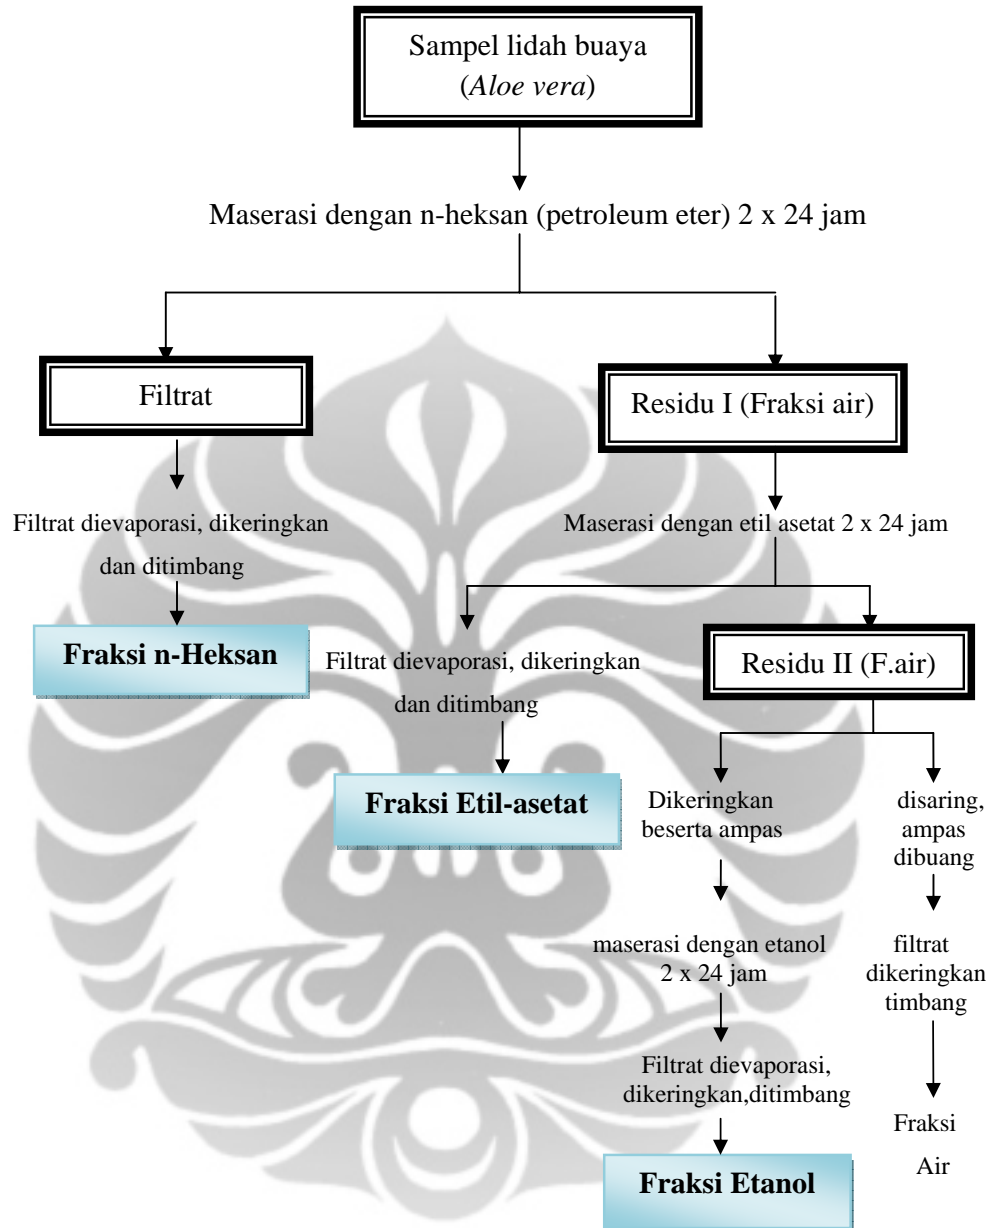 Sampel lidah buaya
(Aloe vera)
Maserasi dengan n-heksan (petroleum eter) 2 x 24 jam
Filtrat
Residu I (Fraksi air)
Filtrat dievaporasi, dikeringkan
dan ditimbang
Maserasi dengan etil asetat 2 x 24 jam
Fraksi n-Heksan
Filtrat dievaporasi, dikeringkan
dan ditimbang
Residu II (F.air)
Fraksi Etil-asetat
Dikeringkan
beserta ampas
disaring,
ampas
dibuang
maserasi dengan etanol
2 x 24 jam
filtrat
dikeringkan
timbang
Filtrat dievaporasi,
dikeringkan,ditimbang
Fraksi
Air
Fraksi Etanol